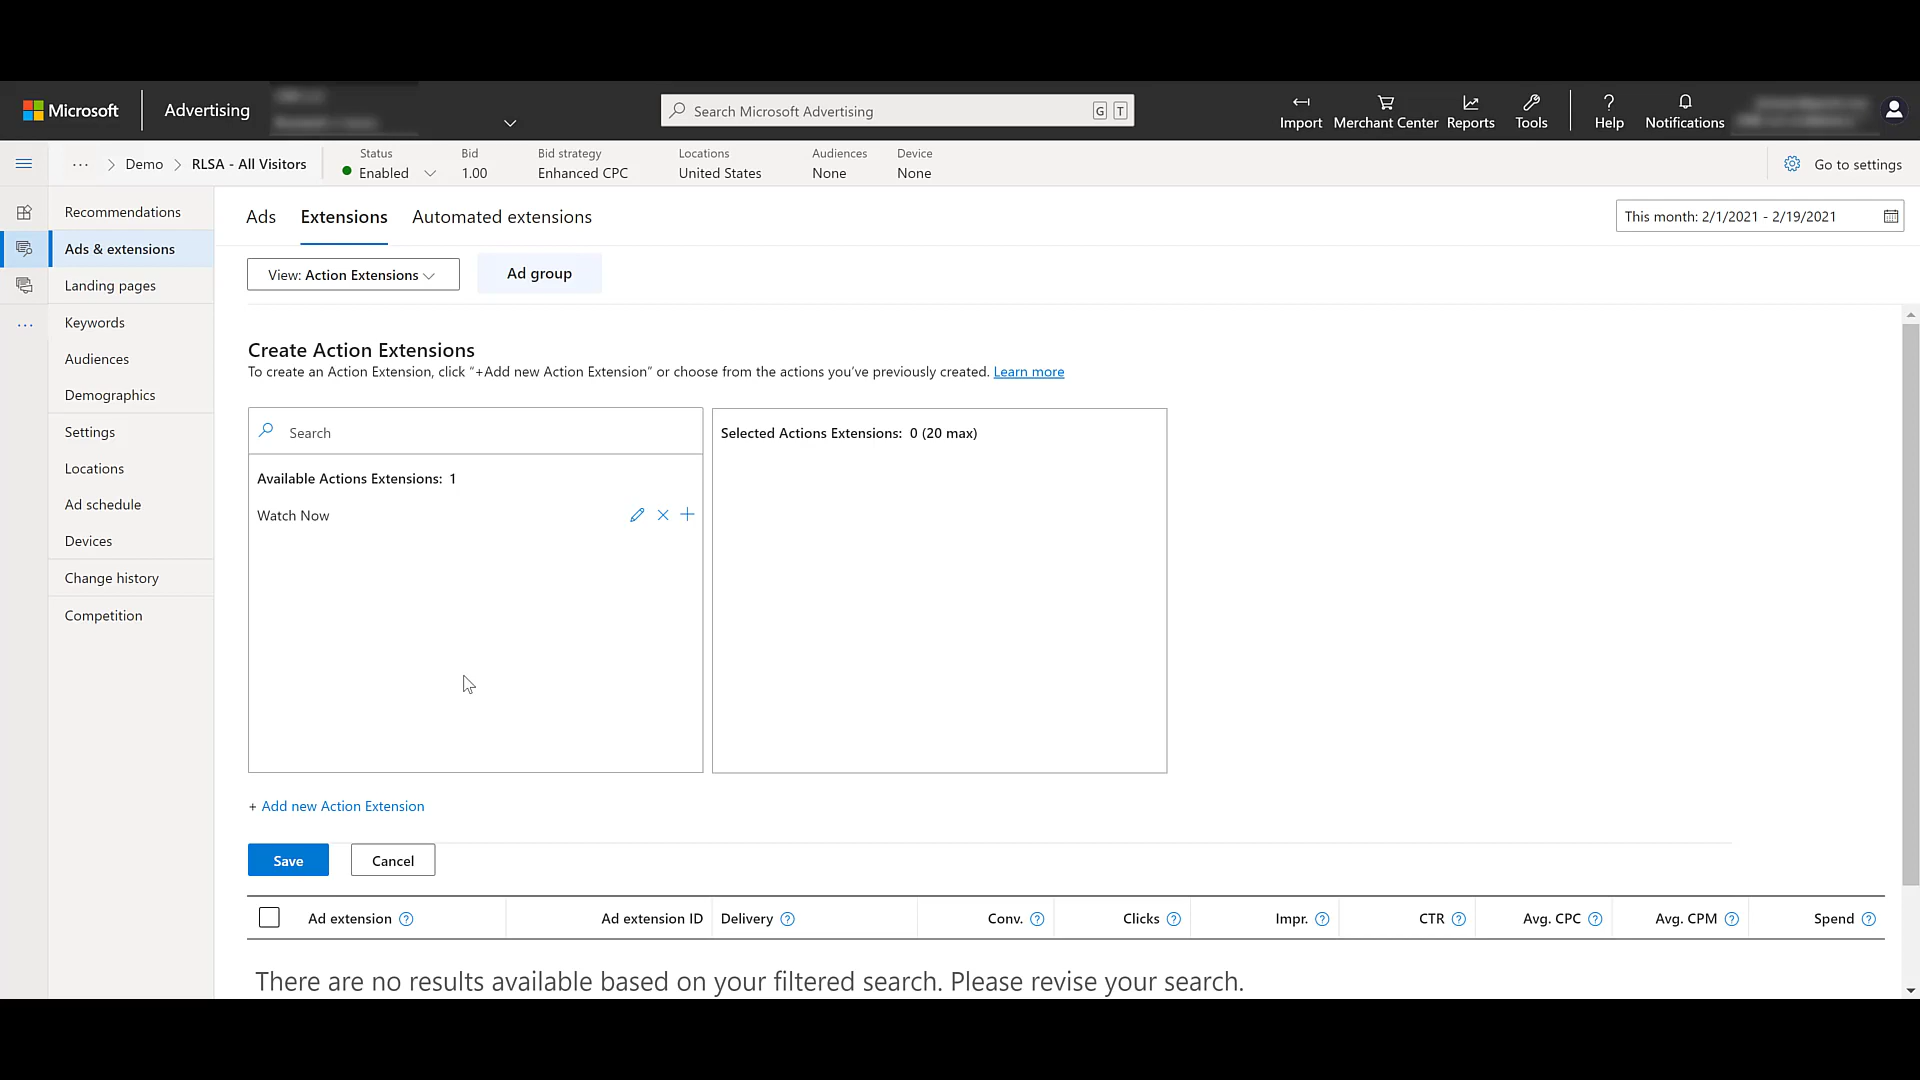 Microsoft Advertising
Search Microsoft Advertising G T
Import Merchant Center Reports Tools Help Notifications
... Demo RLSA - All Visitors
Status Bid Bid strategy Locations Audiences Device
Enabled 1.00 Enhanced CPC United States None None
Go to settings
Recommendations
Ads & extensions
Landing pages
Keywords
Audiences
Demographics
Settings
Locations
Ad schedule
Devices
Change history
Competition
Ads Extensions Automated extensions
This month: 2/1/2021 - 2/19/2021
View: Action Extensions Ad group
Create Action Extensions
To create an Action Extension, click “+Add new Action Extension” or choose from the actions you’ve previously created. Learn more
Search
Available Actions Extensions: 1
Watch Now
Selected Actions Extensions: 0 (20 max)
+ Add new Action Extension
Save Cancel
Ad extension ? Ad extension ID Delivery ? Conv. ? Clicks ? Impr. ? CTR ? Avg. CPC ? Avg. CPM ? Spend ?
There are no results available based on your filtered search. Please revise your search.